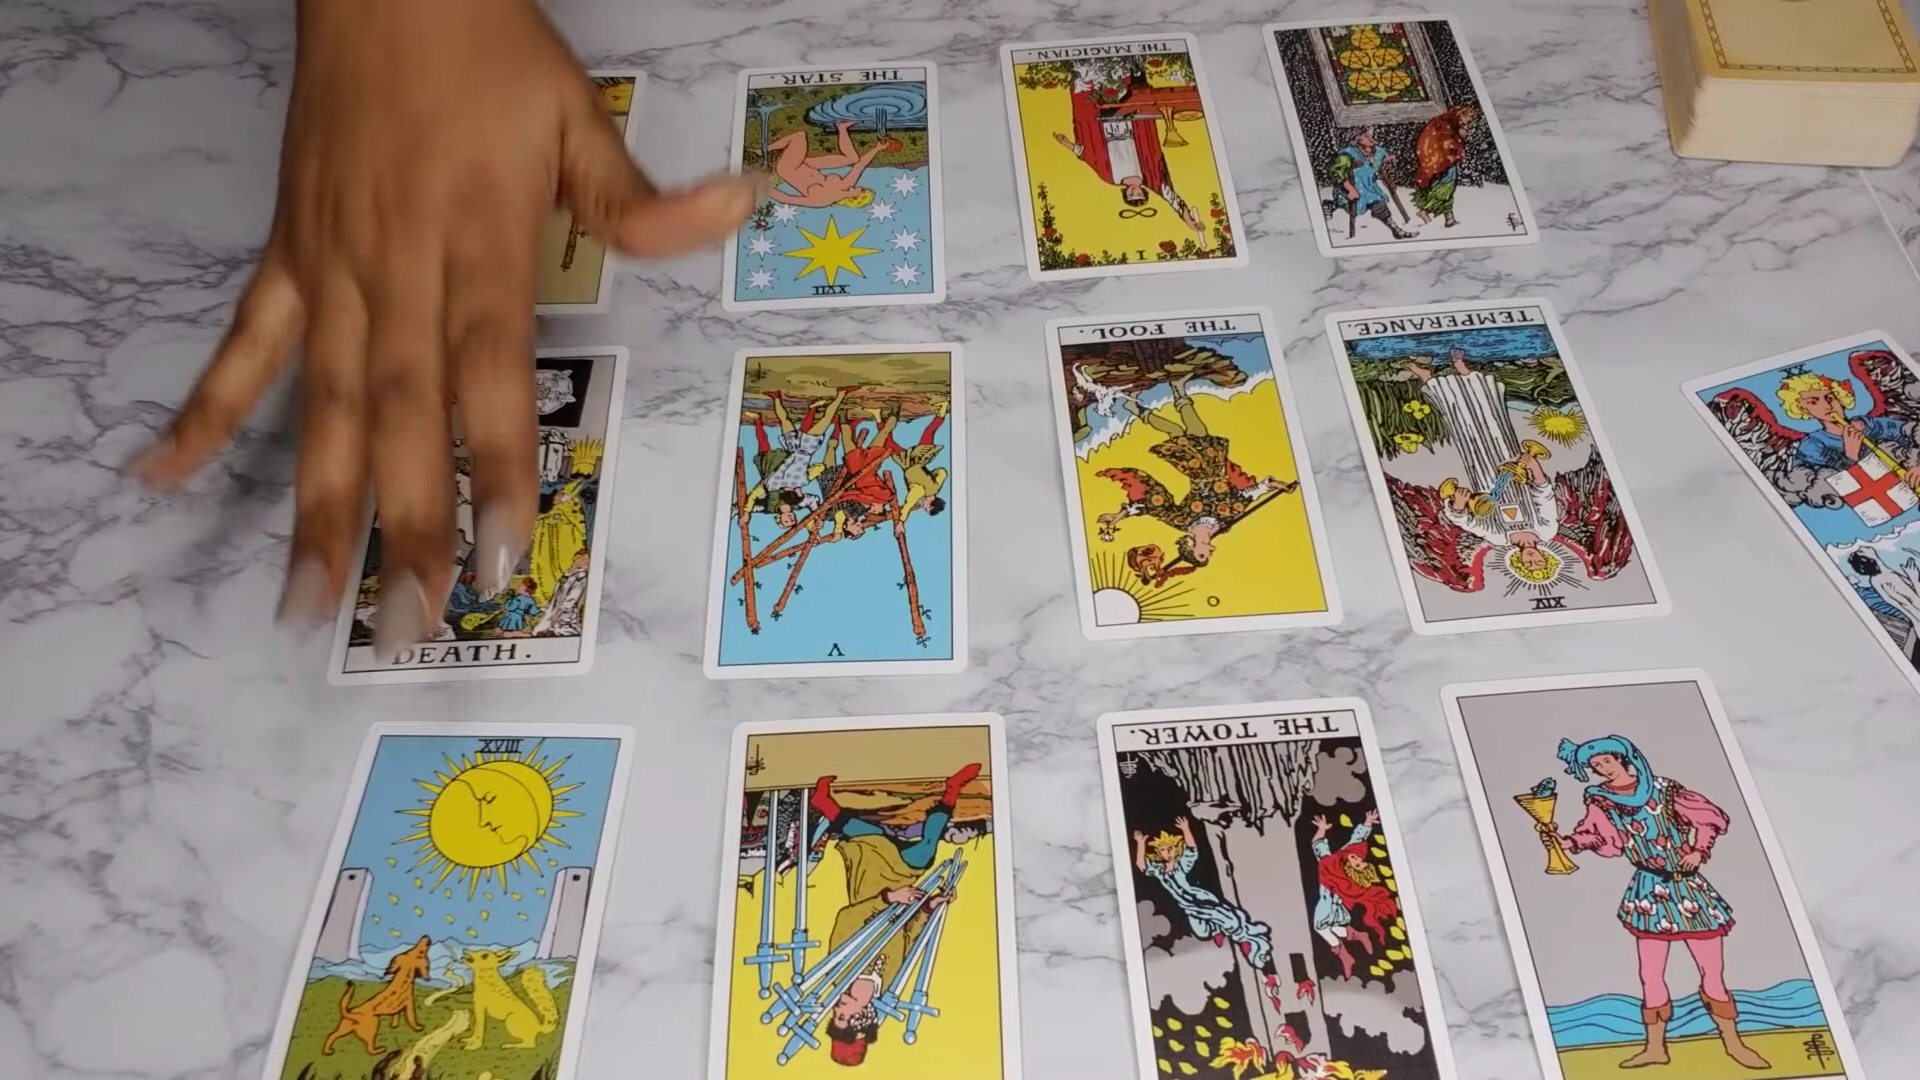 THE STAR.
XVII
THE MAGICIAN.
I
THE FOOL.
0
TEMPERANCE.
XIV
XX
DEATH.
V
XVIII
THE TOWER.